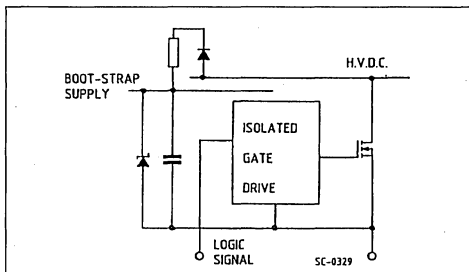 H.V.D.C.
BOOT-STRAP
SUPPLY
ISOLATED
GATE
DRIVE
LOGIC
SIGNAL
SC-0329